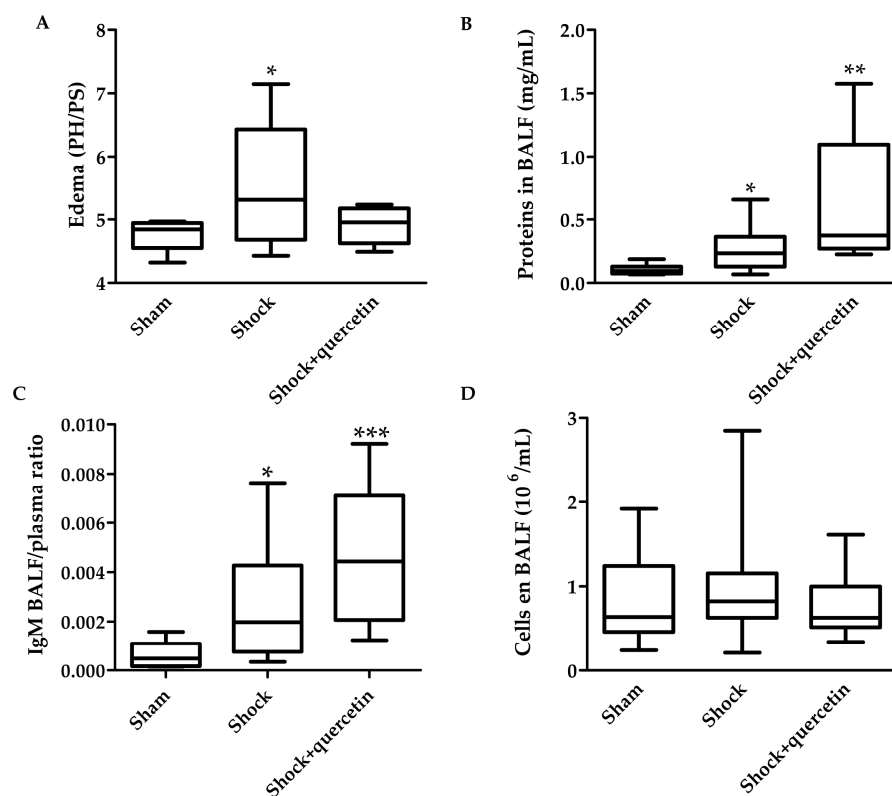 A
Edema (PH/PS)
8
7
6
5
4
*
Sham
Shock
Shock+quercetin
B
Proteins in BALF (mg/mL)
2.0
1.5
1.0
0.5
0.0
*
**
Sham
Shock
Shock+quercetin
C
IgM BALF/plasma ratio
0.010
0.008
0.006
0.004
0.002
0.000
*
***
Sham
Shock
Shock+quercetin
D
Cells en BALF (10 6/mL)
3
2
1
0
Sham
Shock
Shock+quercetin